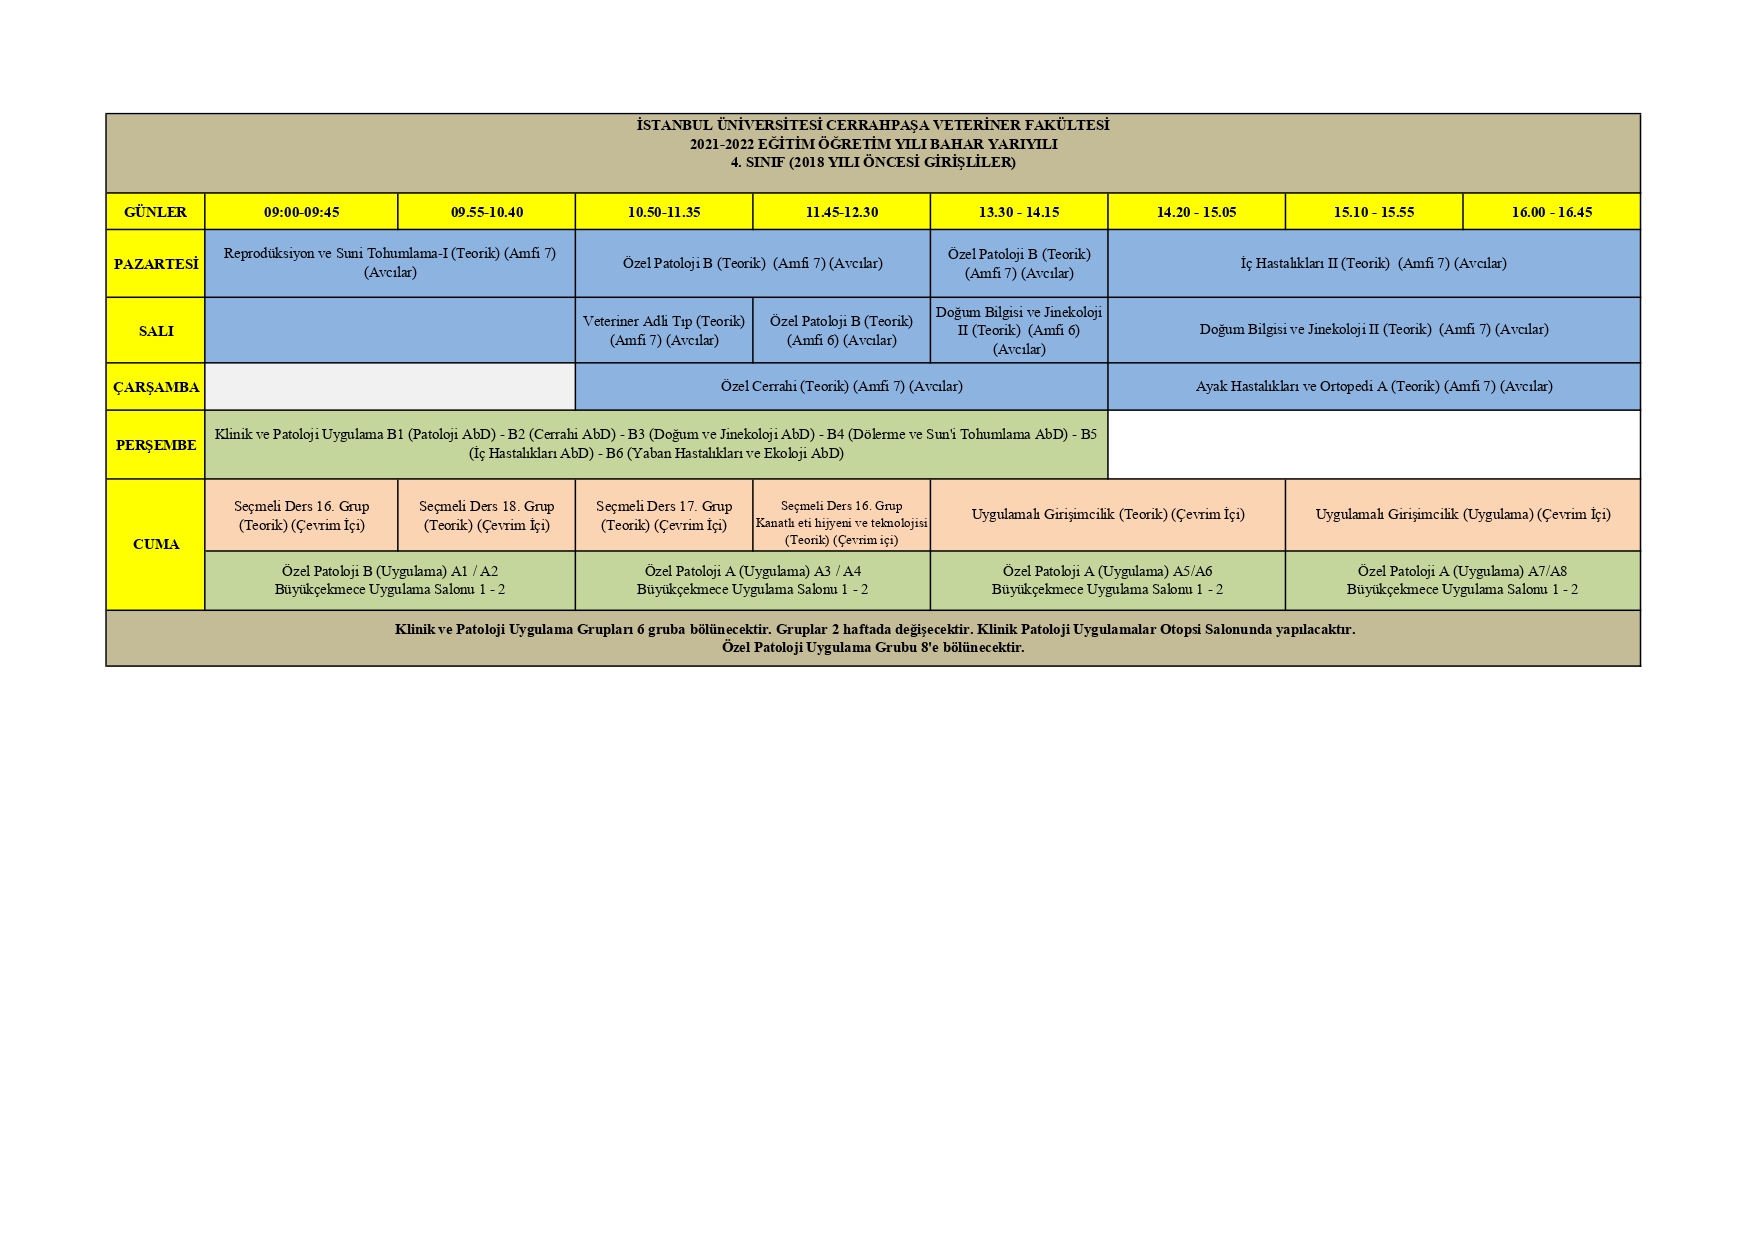 İSTANBUL ÜNİVERSİTESİ CERRAHPAŞA VETERİNER FAKÜLTESİ
2021-2022 EĞİTİM ÖĞRETİM YILI BAHAR YARIYILI
4. SINIF (2018 YILI ÖNCESİ GİRİŞLİLER)
GÜNLER 09:00-09:45 09.55-10.40 10.50-11.35 11.45-12.30 13.30 - 14.15 14.20 - 15.05 15.10 - 15.55 16.00 - 16.45
PAZARTESİ
Reprodüksiyon ve Suni Tohumlama-I (Teorik) (Amfi 7)
(Avcılar)
Özel Patoloji B (Teorik) (Amfi 7) (Avcılar)
Özel Patoloji B (Teorik)
(Amfi 7) (Avcılar)
İç Hastalıkları II (Teorik) (Amfi 7) (Avcılar)
SALI
Veteriner Adli Tıp (Teorik)
(Amfi 7) (Avcılar)
Özel Patoloji B (Teorik)
(Amfi 6) (Avcılar)
Doğum Bilgisi ve Jinekoloji
II (Teorik) (Amfi 6)
(Avcılar)
Doğum Bilgisi ve Jinekoloji II (Teorik) (Amfi 7) (Avcılar)
ÇARŞAMBA
Özel Cerrahi (Teorik) (Amfi 7) (Avcılar)
Ayak Hastalıkları ve Ortopedi A (Teorik) (Amfi 7) (Avcılar)
PERŞEMBE
Klinik ve Patoloji Uygulama B1 (Patoloji AbD) - B2 (Cerrahi AbD) - B3 (Doğum ve Jinekoloji AbD) - B4 (Dölerme ve Sun'i Tohumlama AbD) - B5
(İç Hastalıkları AbD) - B6 (Yaban Hastalıkları ve Ekoloji AbD)
CUMA
Seçmeli Ders 16. Grup
(Teorik) (Çevrim İçi)
Seçmeli Ders 18. Grup
(Teorik) (Çevrim İçi)
Seçmeli Ders 17. Grup
(Teorik) (Çevrim İçi)
Seçmeli Ders 16. Grup
Kanatlı eti hijyeni ve teknolojisi
(Teorik) (Çevrim içi)
Uygulamalı Girişimcilik (Teorik) (Çevrim İçi)
Uygulamalı Girişimcilik (Uygulama) (Çevrim İçi)
Özel Patoloji B (Uygulama) A1 / A2
Büyükçekmece Uygulama Salonu 1 - 2
Özel Patoloji A (Uygulama) A3 / A4
Büyükçekmece Uygulama Salonu 1 - 2
Özel Patoloji A (Uygulama) A5/A6
Büyükçekmece Uygulama Salonu 1 - 2
Özel Patoloji A (Uygulama) A7/A8
Büyükçekmece Uygulama Salonu 1 - 2
Klinik ve Patoloji Uygulama Grupları 6 gruba bölünecektir. Gruplar 2 haftada değişecektir. Klinik Patoloji Uygulamalar Otopsi Salonunda yapılacaktır.
Özel Patoloji Uygulama Grubu 8'e bölünecektir.